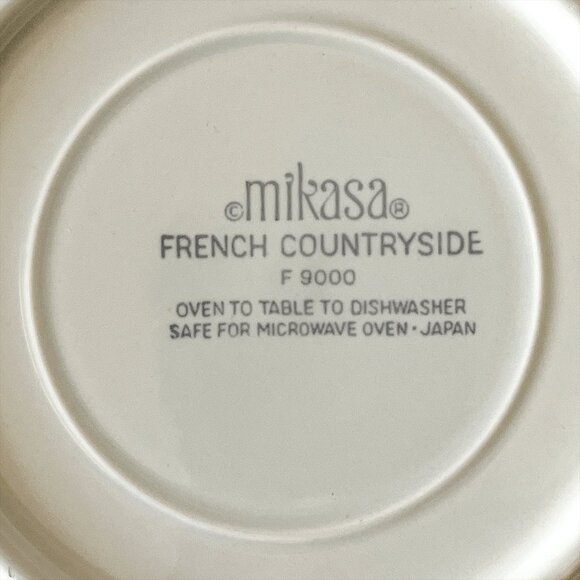 ©mikasa®
FRENCH COUNTRYSIDE
F 9000
OVEN TO TABLE TO DISHWASHER
SAFE FOR MICROWAVE OVEN • JAPAN